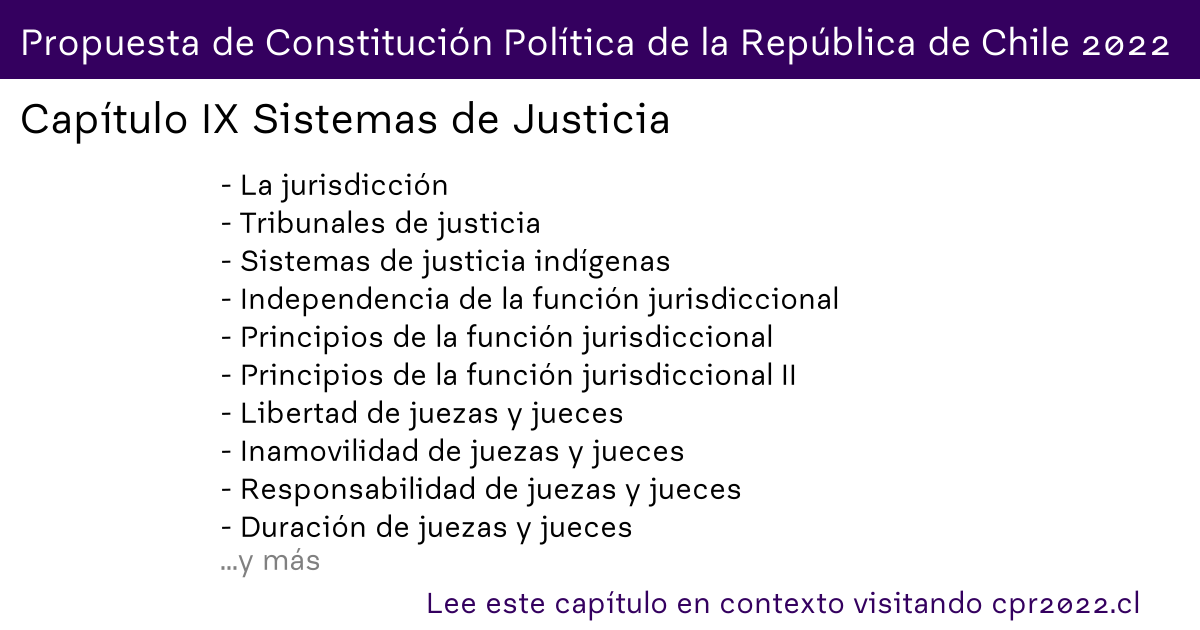 Propuesta de Constitución Política de la República de Chile 2022
Capítulo IX Sistemas de Justicia
- La jurisdicción
- Tribunales de justicia
- Sistemas de justicia indígenas
- Independencia de la función jurisdiccional
- Principios de la función jurisdiccional
- Principios de la función jurisdiccional II
- Libertad de juezas y jueces
- Inamovilidad de juezas y jueces
- Responsabilidad de juezas y jueces
- Duración de juezas y jueces
...y más
Lee este capítulo en contexto visitando cpr2022.cl